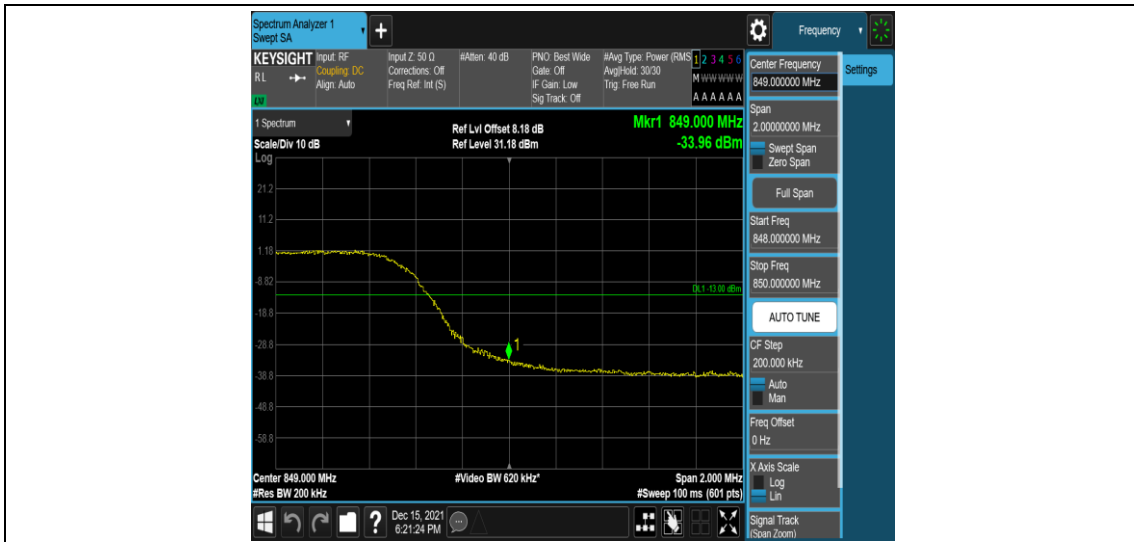 Spectrum Analyzer 1
Swept SA
+
Frequency
KEYSIGHT
RL
LXI
Input: RF
Coupling: DC
Align: Auto
Input Z: 50 Ω
Corrections: Off
Freq Ref: Int (S)
#Atten: 40 dB
PNO: Best Wide
Gate: Off
IF Gain: Low
Sig Track: Off
#Avg Type: Power (RMS
Avg|Hold: 30/30
Trig: Free Run
1 2 3 4 5 6
M W W W W W
A A A A A A
1 Spectrum
Scale/Div 10 dB
Ref Lvl Offset 8.18 dB
Ref Level 31.18 dBm
Mkr1 849.000 MHz
-33.96 dBm
Log
21.2
11.2
1.18
-8.82
DL1 -13.00 dBm
-18.8
-28.8
1
-38.8
-48.8
-58.8
Center 849.000 MHz
#Res BW 200 kHz
#Video BW 620 kHz*
Span 2.000 MHz
#Sweep 100 ms (601 pts)
Dec 15, 2021
6:21:24 PM
?
Center Frequency
849.000000 MHz
Settings
Span
2.00000000 MHz
Swept Span
Zero Span
Full Span
Start Freq
848.000000 MHz
Stop Freq
850.000000 MHz
AUTO TUNE
CF Step
200.000 kHz
Auto
Man
Freq Offset
0 Hz
X Axis Scale
Log
Lin
Signal Track
(Span Zoom)